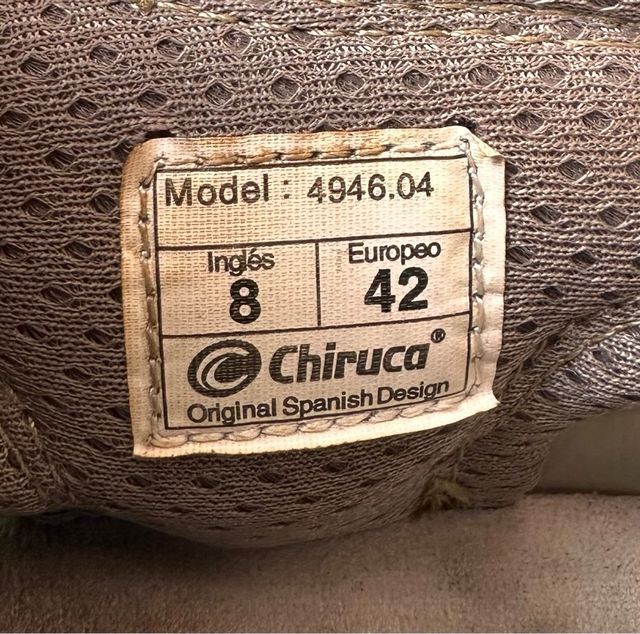 Model : 4946.04
Inglés Europeo
8 42
Chiruca®
Original Spanish Design